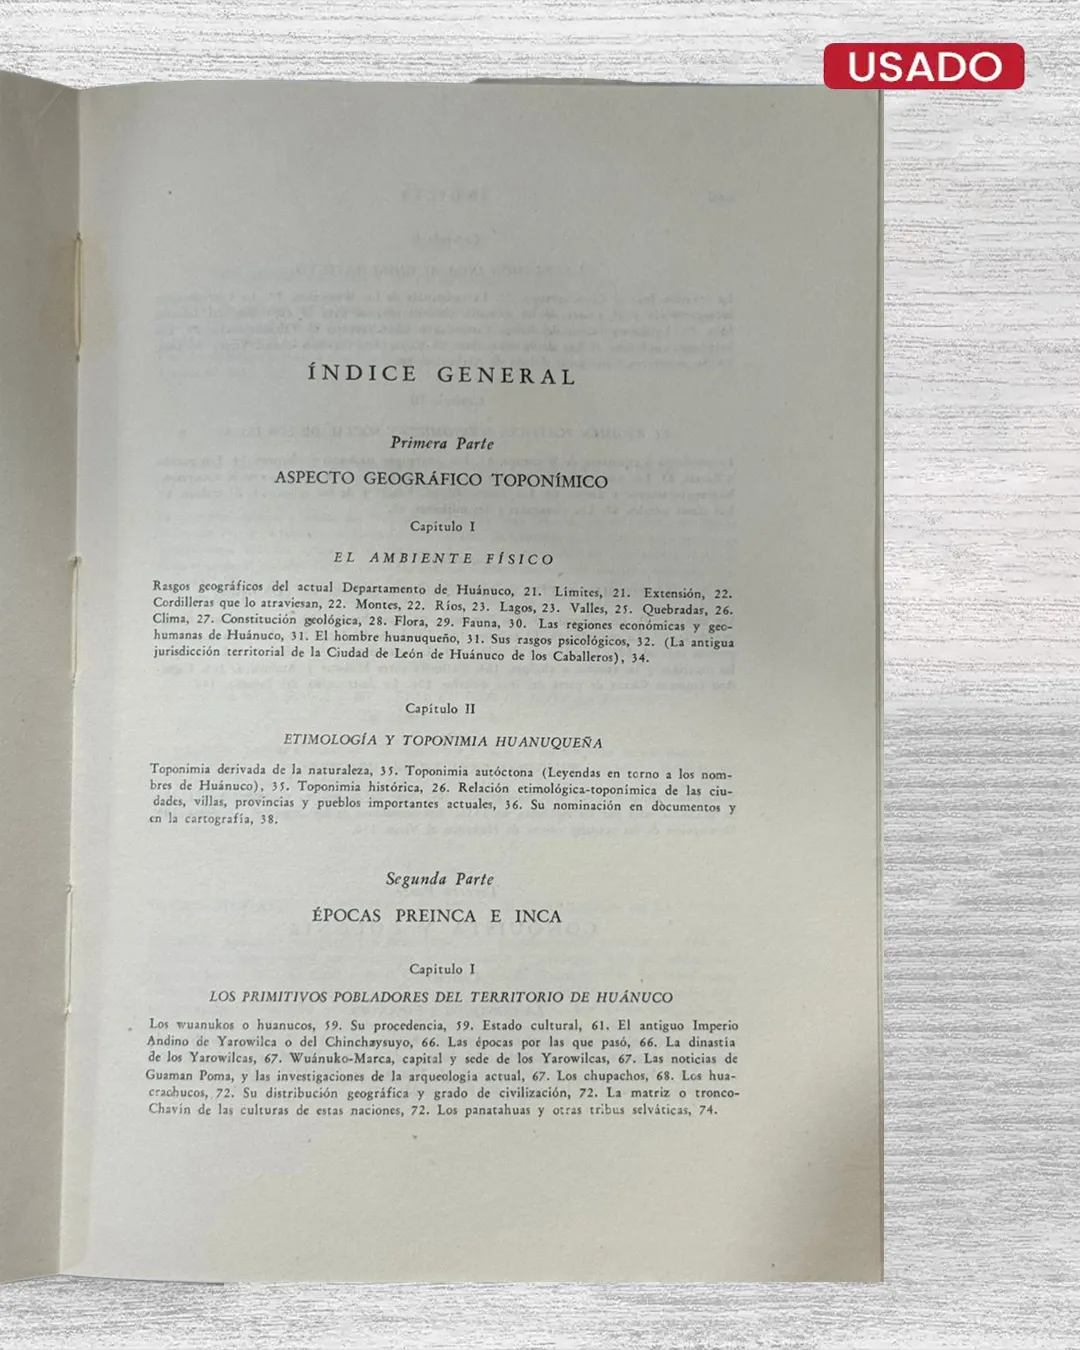 USADO
ÍNDICE GENERAL
Primera Parte
ASPECTO GEOGRÁFICO TOPONÍMICO
Capítulo I
EL AMBIENTE FÍSICO
Rasgos geográficos del actual Departamento de Huánuco, 21. Límites, 21. Extensión, 22.
Cordilleras que lo atraviesan, 22. Montes, 22. Ríos, 23. Lagos, 23. Valles, 25. Quebradas, 26.
Clima, 27. Constitución geológica, 28. Flora, 29. Fauna, 30. Las regiones económicas y geo-
humanas de Huánuco, 31. El hombre huanuqueño, 31. Sus rasgos psicológicos, 32. (La antigua
jurisdicción territorial de la Ciudad de León de Huánuco de los Caballeros), 34.
Capítulo II
ETIMOLOGÍA Y TOPONIMIA HUANUQUEÑA
Toponimia derivada de la naturaleza, 35. Toponimia autóctona (Leyendas en torno a los nom-
bres de Huánuco), 35. Toponimia histórica, 26. Relación etimológica-toponímica de las ciu-
dades, villas, provincias y pueblos importantes actuales, 36. Su nominación en documentos y
en la cartografía, 38.
Segunda Parte
ÉPOCAS PREINCA E INCA
Capítulo I
LOS PRIMITIVOS POBLADORES DEL TERRITORIO DE HUÁNUCO
Los wuanukos o huanucos, 59. Su procedencia, 59. Estado cultural, 61. El antiguo Imperio
Andino de Yarowilca o del Chinchaysuyo, 66. Las épocas por las que pasó, 66. La dinastía
de los Yarowilcas, 67. Wuánuko-Marca, capital y sede de los Yarowilcas, 67. Las noticias de
Guaman Poma, y las investigaciones de la arqueología actual, 67. Los chupachos, 68. Los hua-
crachucos, 72. Su distribución geográfica y grado de civilización, 72. La matriz o tronco-
Chavín de las culturas de estas naciones, 72. Los panatahuas y otras tribus selváticas, 74.